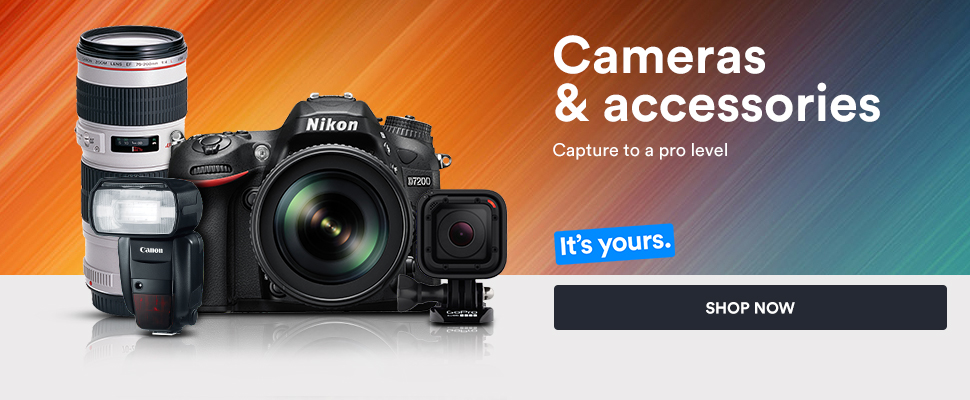 Cameras
& accessories
Capture to a pro level
It's yours.
SHOP NOW
Nikon
D7200
Canon
GoPro